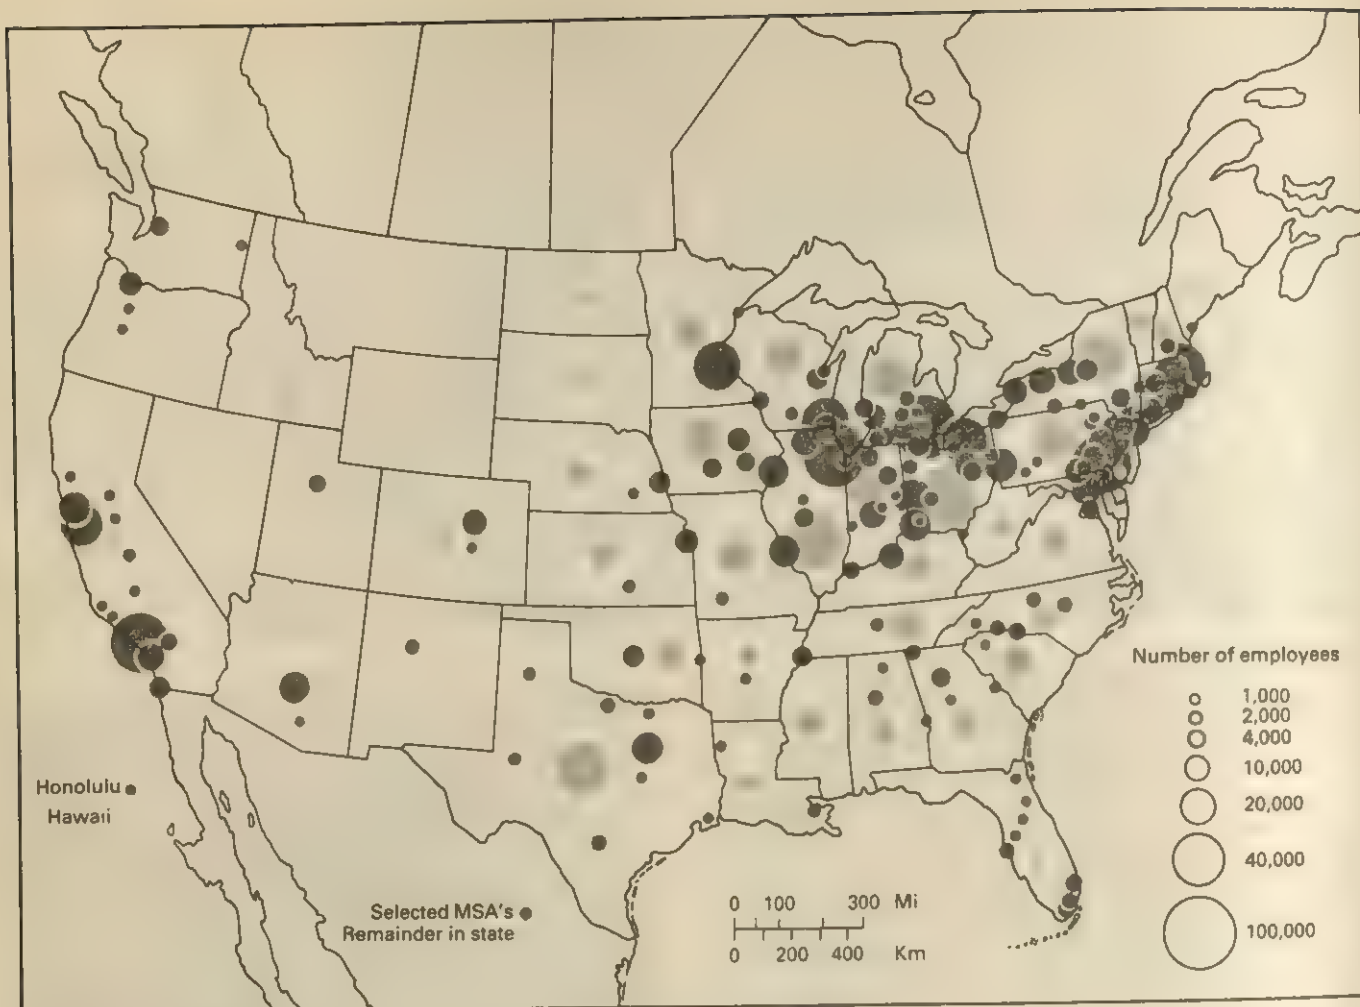 Number of employees
1,000
2,000
4,000
10,000
20,000
40,000
100,000
Honolulu
Hawaii
Selected MSA's
Remainder in state
0 100 300 Mi
0 200 400 Km